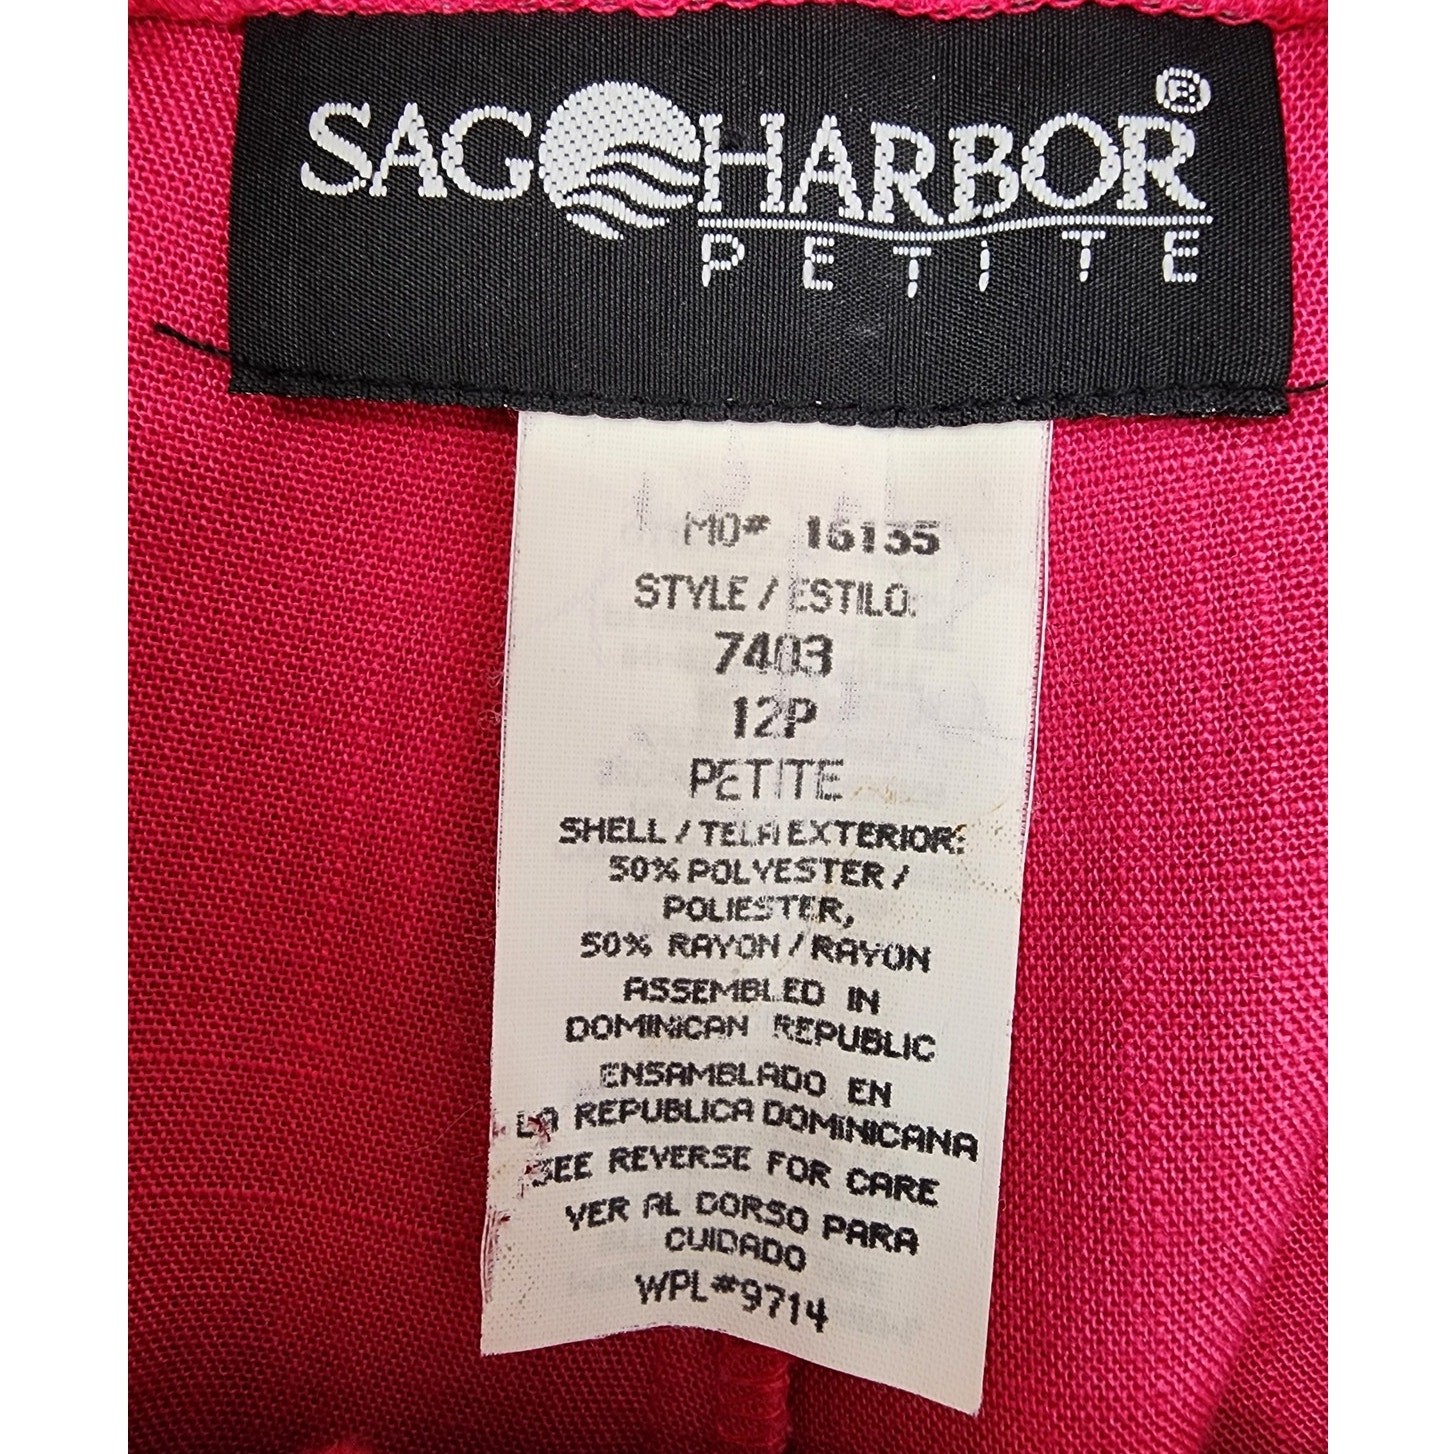 SAG HARBOR®
PETITE
MO# 16135
STYLE / ESTILO:
7403
12P
PETITE
SHELL / TELA EXTERIOR:
50% POLYESTER /
POLIESTER,
50% RAYON / RAYON
ASSEMBLED IN
DOMINICAN REPUBLIC
ENSAMBLADO EN
LA REPUBLICA DOMINICANA
SEE REVERSE FOR CARE
VER AL DORSO PARA
CUIDADO
WPL#9714